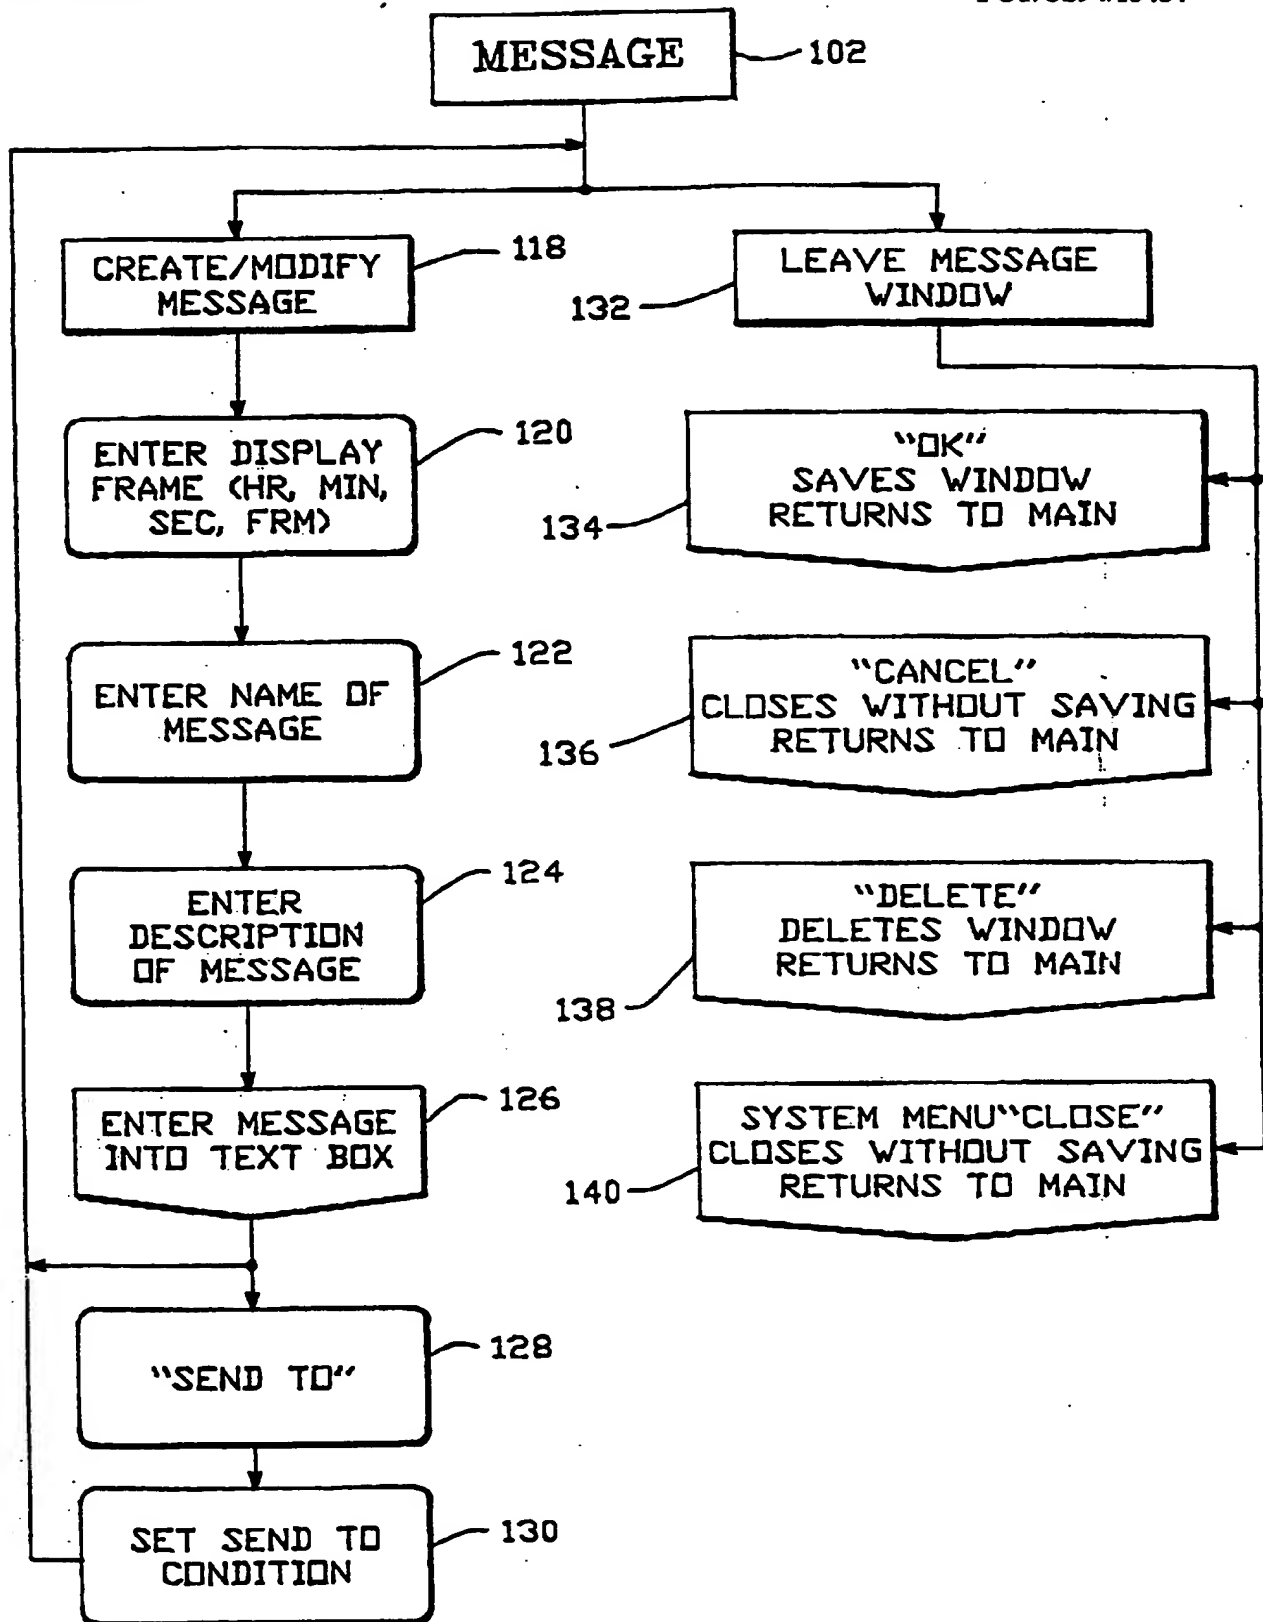 MESSAGE
102
CREATE/MODIFY
MESSAGE
118
LEAVE MESSAGE
WINDOW
132
ENTER DISPLAY
FRAME (HR, MIN,
SEC, FRM)
120
"OK"
SAVES WINDOW
RETURNS TO MAIN
134
ENTER NAME OF
MESSAGE
122
"CANCEL"
CLOSES WITHOUT SAVING
RETURNS TO MAIN
136
ENTER
DESCRIPTION
OF MESSAGE
124
"DELETE"
DELETES WINDOW
RETURNS TO MAIN
138
ENTER MESSAGE
INTO TEXT BOX
126
SYSTEM MENU"CLOSE"
CLOSES WITHOUT SAVING
RETURNS TO MAIN
140
"SEND TO"
128
SET SEND TO
CONDITION
130